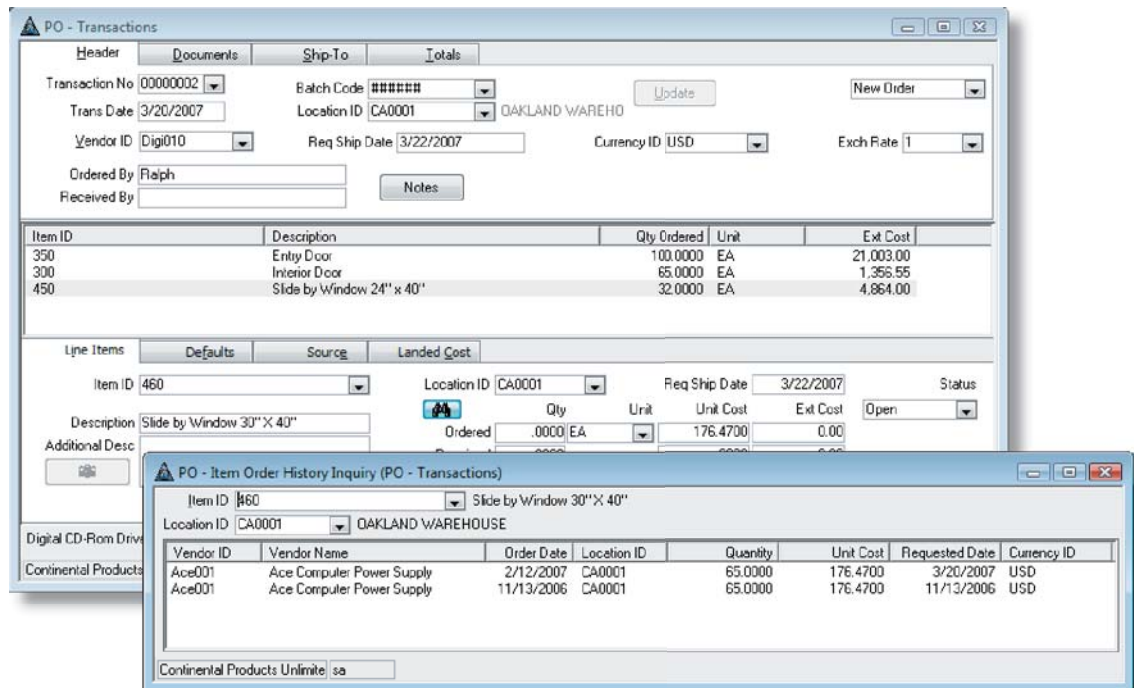 PO - Transactions
Header Documents Ship-To Totals
Transaction No 00000002 Batch Code ###### Update New Order
Trans Date 3/20/2007 Location ID CA0001 OAKLAND WAREHO
Vendor ID Digi010 Req Ship Date 3/22/2007 Currency ID USD Exch Rate 1
Ordered By Ralph Notes
Received By
Item ID Description Qty Ordered Unit Ext Cost
350 Entry Door 100.0000 EA 21,003.00
300 Interior Door 65.0000 EA 1,356.55
450 Slide by Window 24" x 40" 32.0000 EA 4,864.00
Line Items Defaults Source Landed Cost
Item ID 460 Location ID CA0001 Req Ship Date 3/22/2007 Status
Qty Unit Unit Cost Ext Cost Open
Description Slide by Window 30" X 40" Ordered .0000 EA 176.4700 0.00
Additional Desc
Digital CD-Rom Drive
Continental Products
PO - Item Order History Inquiry (PO - Transactions)
Item ID 460 Slide by Window 30" X 40"
Location ID CA0001 OAKLAND WAREHOUSE
Vendor ID Vendor Name Order Date Location ID Quantity Unit Cost Requested Date Currency ID
Ace001 Ace Computer Power Supply 2/12/2007 CA0001 65.0000 176.4700 3/20/2007 USD
Ace001 Ace Computer Power Supply 11/13/2006 CA0001 65.0000 176.4700 11/13/2006 USD
Continental Products Unlimite sa